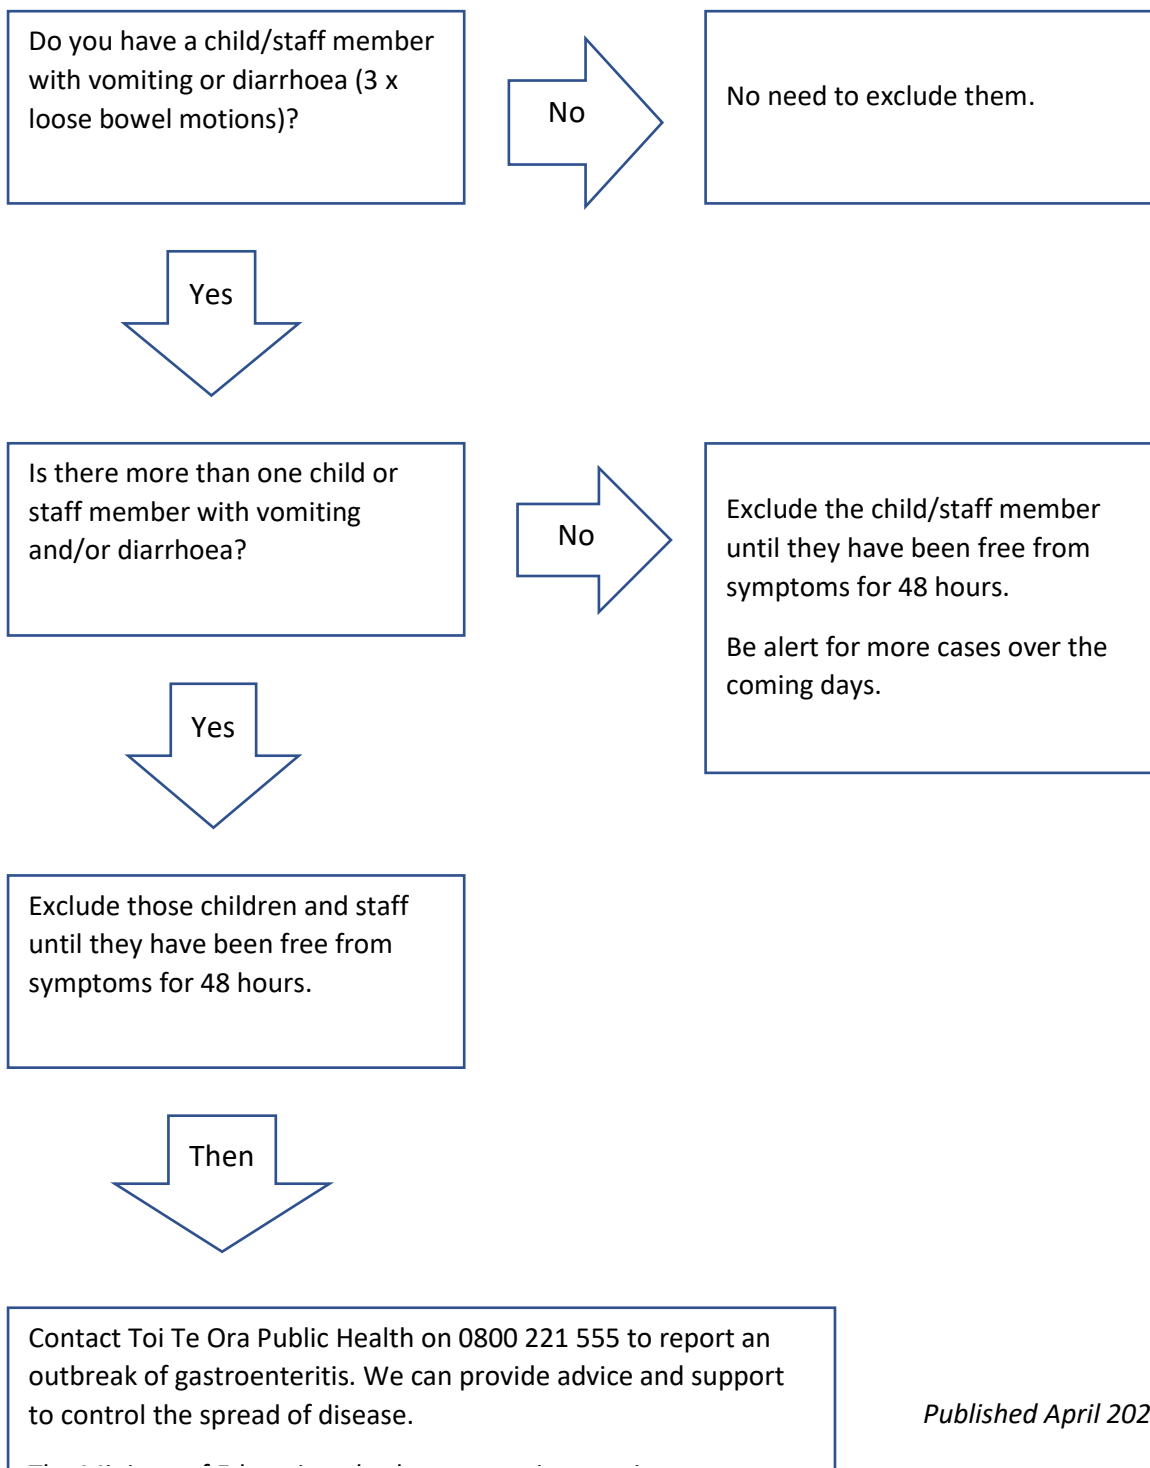 Do you have a child/staff member
with vomiting or diarrhoea (3 x
loose bowel motions)?
No
No need to exclude them.
Yes
Is there more than one child or
staff member with vomiting
and/or diarrhoea?
No
Exclude the child/staff member
until they have been free from
symptoms for 48 hours.
Be alert for more cases over the
coming days.
Yes
Exclude those children and staff
until they have been free from
symptoms for 48 hours.
Then
Contact Toi Te Ora Public Health on 0800 221 555 to report an
outbreak of gastroenteritis. We can provide advice and support
to control the spread of disease.
Published April 202